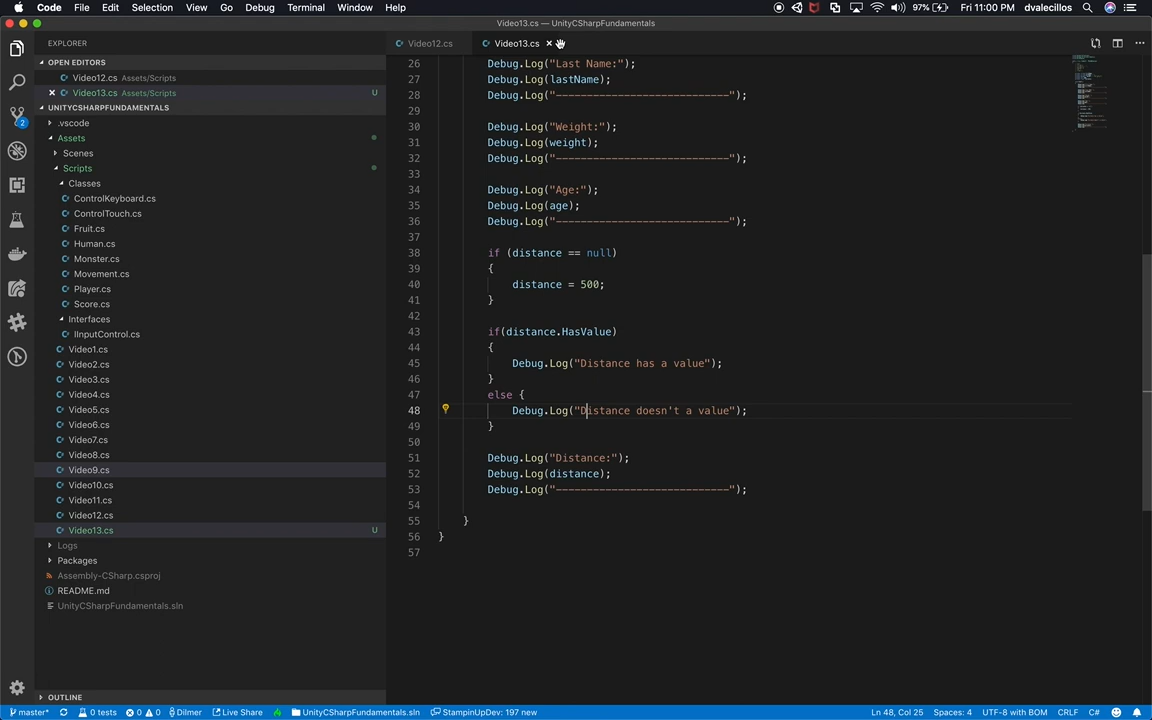 Code File Edit Selection View Go Debug Terminal Window Help 97% Fri 11:00 PM dvalecillos
Video13.cs — UnityCSharpFundamentals
EXPLORER
Video12.cs Video13.cs
OPEN EDITORS
Video12.cs Assets/Scripts
Video13.cs Assets/Scripts U
UNITYCSHARPFUNDAMENTALS
.vscode
Assets
Scenes
Scripts
Classes
ControlKeyboard.cs
ControlTouch.cs
Fruit.cs
Human.cs
Monster.cs
Movement.cs
Player.cs
Score.cs
Interfaces
IInputControl.cs
Video1.cs
Video2.cs
Video3.cs
Video4.cs
Video5.cs
Video6.cs
Video7.cs
Video8.cs
Video9.cs
Video10.cs
Video11.cs
Video12.cs
Video13.cs U
Logs
Packages
Assembly-CSharp.csproj
README.md
UnityCSharpFundamentals.sln
OUTLINE
2
26 Debug.Log("Last Name:");
27 Debug.Log(lastName);
28 Debug.Log("----------------------------");
29
30 Debug.Log("Weight:");
31 Debug.Log(weight);
32 Debug.Log("----------------------------");
33
34 Debug.Log("Age:");
35 Debug.Log(age);
36 Debug.Log("----------------------------");
37
38 if (distance == null)
39 {
40 distance = 500;
41 }
42
43 if(distance.HasValue)
44 {
45 Debug.Log("Distance has a value");
46 }
47 else {
48 Debug.Log("Distance doesn't a value");
49 }
50
51 Debug.Log("Distance:");
52 Debug.Log(distance);
53 Debug.Log("----------------------------");
54
55 }
56 }
57
master* 0 tests 0 0 Dilmer Live Share UnityCSharpFundamentals.sln StampinUpDev: 197 new Ln 48, Col 25 Spaces: 4 UTF-8 with BOM CRLF C#